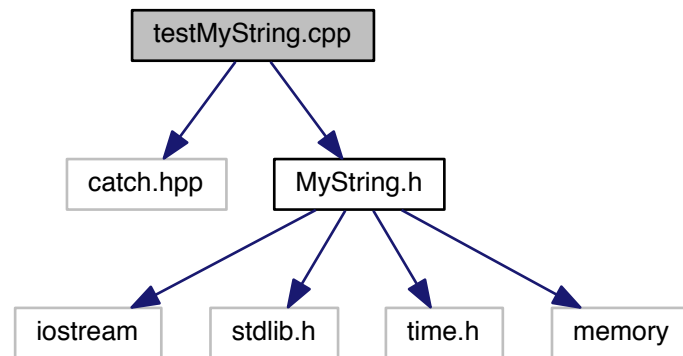 testMyString.cpp
catch.hpp
MyString.h
iostream
stdlib.h
time.h
memory